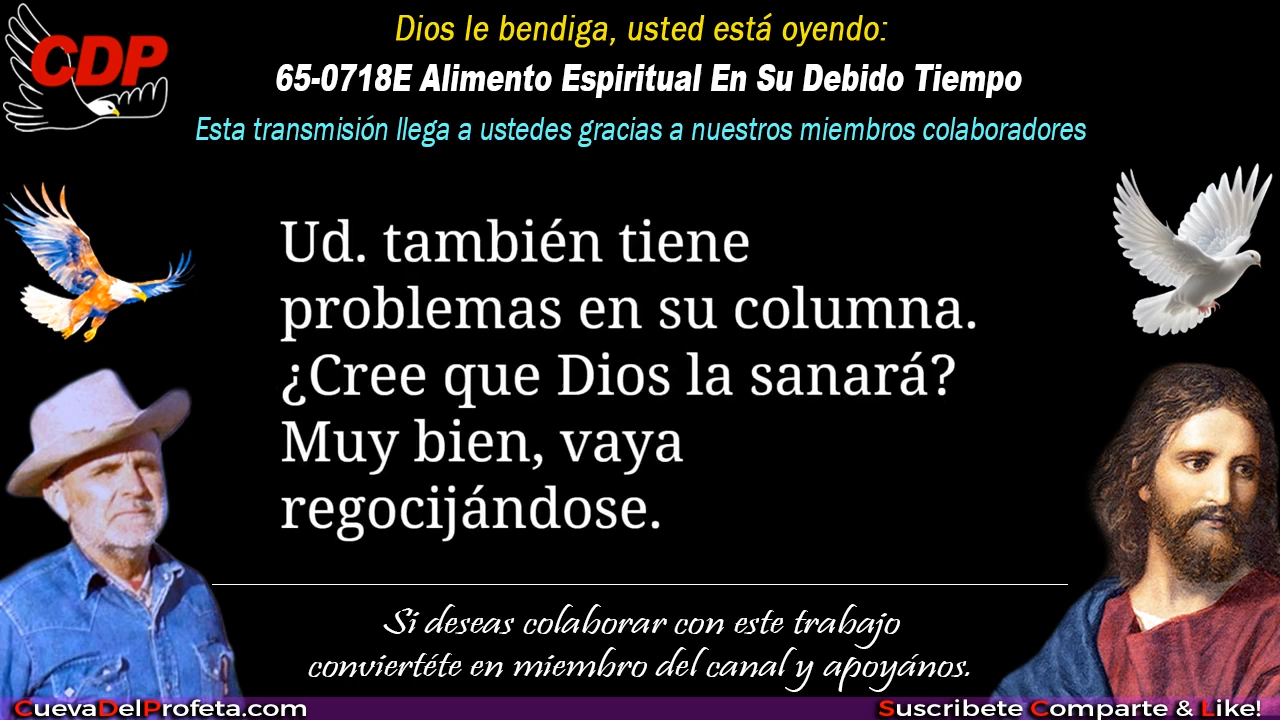 CDP
Dios le bendiga, usted está oyendo:
65-0718E Alimento Espiritual En Su Debido Tiempo
Esta transmisión llega a ustedes gracias a nuestros miembros colaboradores
Ud. también tiene
problemas en su columna.
¿Cree que Dios la sanará?
Muy bien, vaya
regocijándose.
Si deseas colaborar con este trabajo
conviertéte en miembro del canal y apoyános.
CuevaDelProfeta.com
Suscribete Comparte & Like!